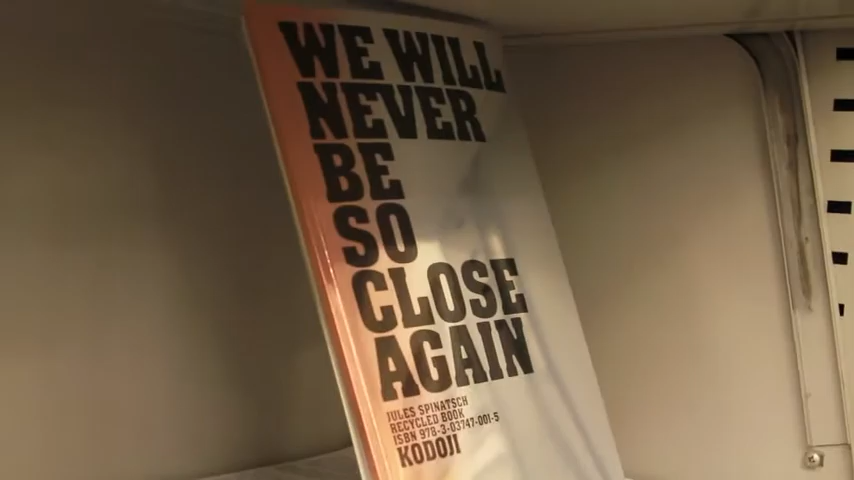 WE WILL
NEVER
BE
SO
CLOSE
AGAIN
JULES SPINATSCH
RECYCLED BOOK
ISBN 978-3-03747-001-5
KODOJI